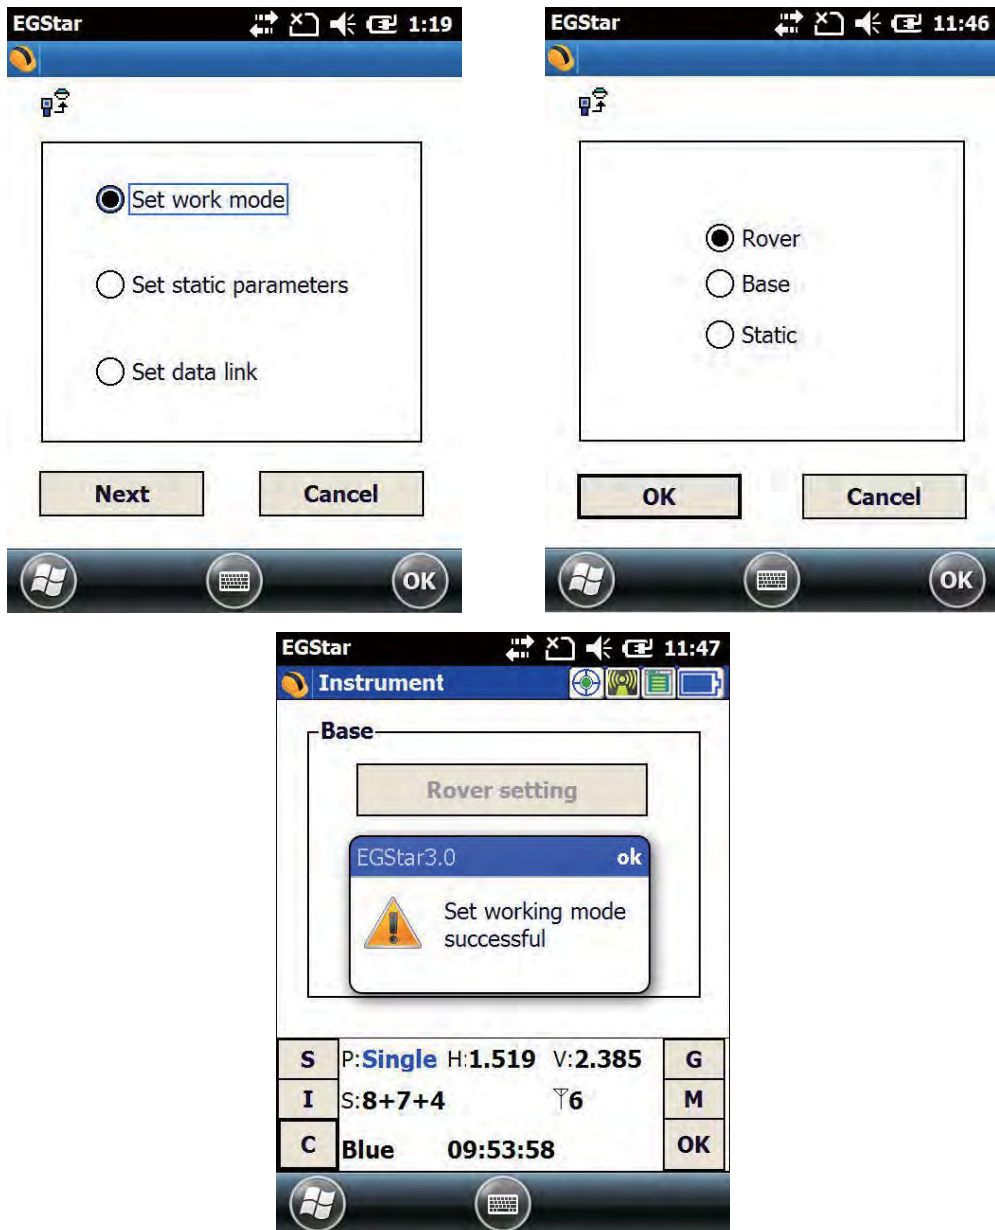 EGStar 1:19
Set work mode
Set static parameters
Set data link
Next Cancel
OK
EGStar 11:46
Rover
Base
Static
OK Cancel
OK
EGStar 11:47
Instrument
Base
Rover setting
EGStar3.0 ok
Set working mode
successful
S P:Single H:1.519 V:2.385 G
I S:8+7+4 6 M
C Blue 09:53:58 OK